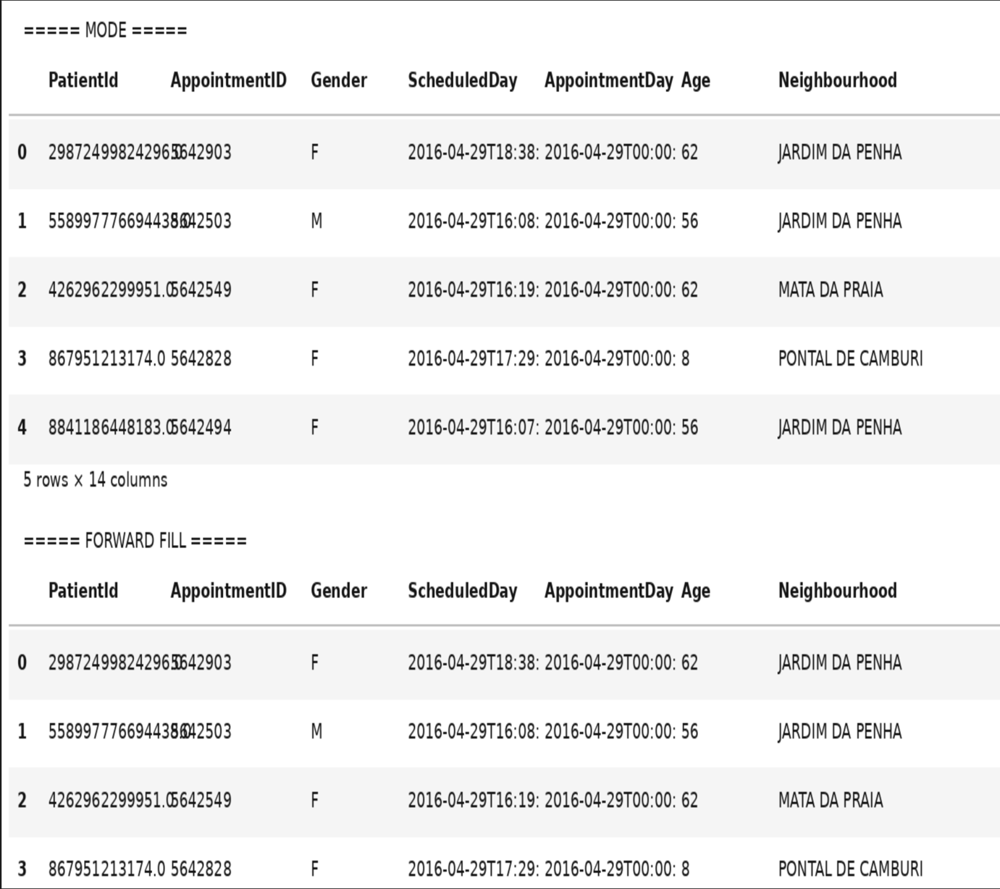 ===== MODE =====
PatientId AppointmentID Gender ScheduledDay AppointmentDay Age Neighbourhood
0 29872499824296.0 5642903 F 2016-04-29T18:38: 2016-04-29T00:00: 62 JARDIM DA PENHA
1 558997776694438.0 5642503 M 2016-04-29T16:08: 2016-04-29T00:00: 56 JARDIM DA PENHA
2 4262962299951.0 5642549 F 2016-04-29T16:19: 2016-04-29T00:00: 62 MATA DA PRAIA
3 867951213174.0 5642828 F 2016-04-29T17:29: 2016-04-29T00:00: 8 PONTAL DE CAMBURI
4 8841186448183.0 5642494 F 2016-04-29T16:07: 2016-04-29T00:00: 56 JARDIM DA PENHA
5 rows × 14 columns
===== FORWARD FILL =====
PatientId AppointmentID Gender ScheduledDay AppointmentDay Age Neighbourhood
0 29872499824296.0 5642903 F 2016-04-29T18:38: 2016-04-29T00:00: 62 JARDIM DA PENHA
1 558997776694438.0 5642503 M 2016-04-29T16:08: 2016-04-29T00:00: 56 JARDIM DA PENHA
2 4262962299951.0 5642549 F 2016-04-29T16:19: 2016-04-29T00:00: 62 MATA DA PRAIA
3 867951213174.0 5642828 F 2016-04-29T17:29: 2016-04-29T00:00: 8 PONTAL DE CAMBURI